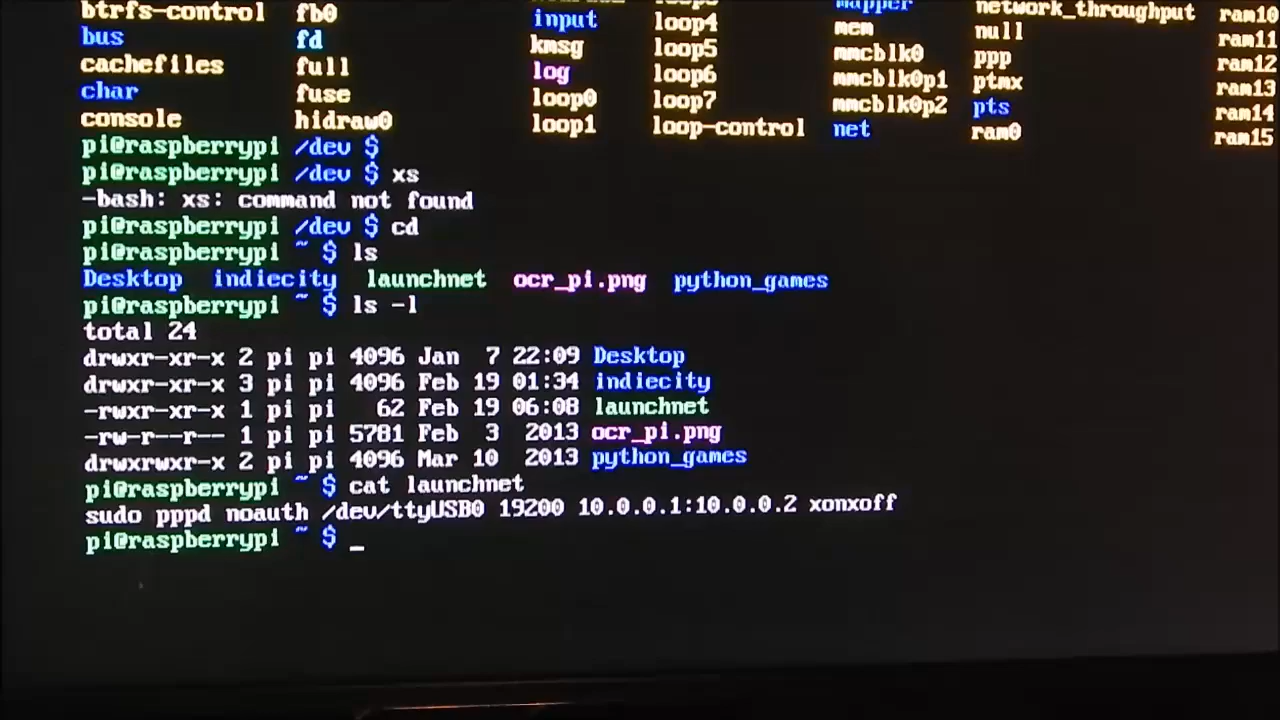 btrfs-control fb0 loop4 mapper network_throughput ram10
bus fd input loop5 mem null ram11
cachefiles full kmsg loop6 mmcblk0 ppp ram12
char fuse log loop7 mmcblk0p1 ptmx ram13
console hidraw0 loop0 loop-control mmcblk0p2 pts ram14
loop1 net ram0 ram15
pi@raspberrypi /dev $
pi@raspberrypi /dev $ xs
-bash: xs: command not found
pi@raspberrypi /dev $ cd
pi@raspberrypi ~ $ ls
Desktop indiecity launchnet ocr_pi.png python_games
pi@raspberrypi ~ $ ls -l
total 24
drwxr-xr-x 2 pi pi 4096 Jan 7 22:09 Desktop
drwxr-xr-x 3 pi pi 4096 Feb 19 01:34 indiecity
-rwxr-xr-x 1 pi pi 62 Feb 19 06:08 launchnet
-rw-r--r-- 1 pi pi 5781 Feb 3 2013 ocr_pi.png
drwxrwxr-x 2 pi pi 4096 Mar 10 2013 python_games
pi@raspberrypi ~ $ cat launchnet
sudo pppd noauth /dev/ttyUSB0 19200 10.0.0.1:10.0.0.2 xonxoff
pi@raspberrypi ~ $ _